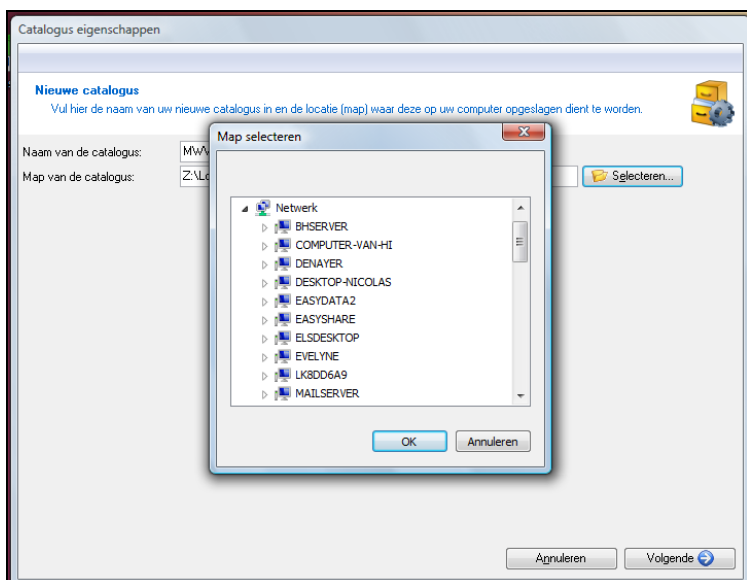 Catalogus eigenschappen
Nieuwe catalogus
Vul hier de naam van uw nieuwe catalogus in en de locatie (map) waar deze op uw computer opgeslagen dient te worden.
Map selecteren
Naam van de catalogus:
Map van de catalogus:
Selecteren...
Netwerk
BHSERVER
COMPUTER-VAN-HI
DENAYER
DESKTOP-NICOLAS
EASYDATA2
EASYSHARE
ELSDESKTOP
EVELYNE
LK8DD6A9
MAILSERVER
OK Annuleren
Annuleren Volgende